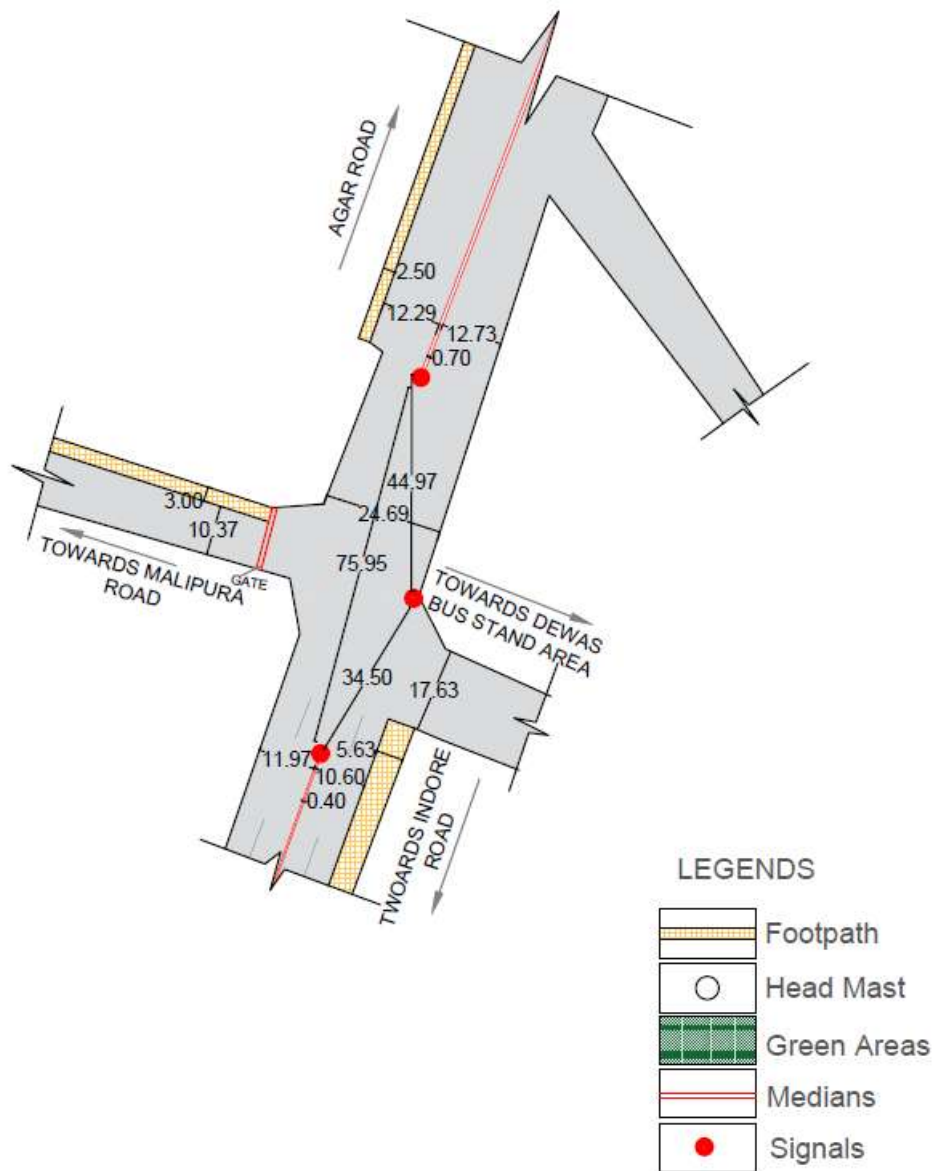 AGAR ROAD
2.50
12.29
12.73
0.70
44.97
24.69
3.00
10.37
75.95
TOWARDS MALIPURA
ROAD
GATE
TOWARDS DEWAS
BUS STAND AREA
34.50
17.63
11.97
5.63
10.60
0.40
TWOARDS INDORE
ROAD
LEGENDS
Footpath
Head Mast
Green Areas
Medians
Signals